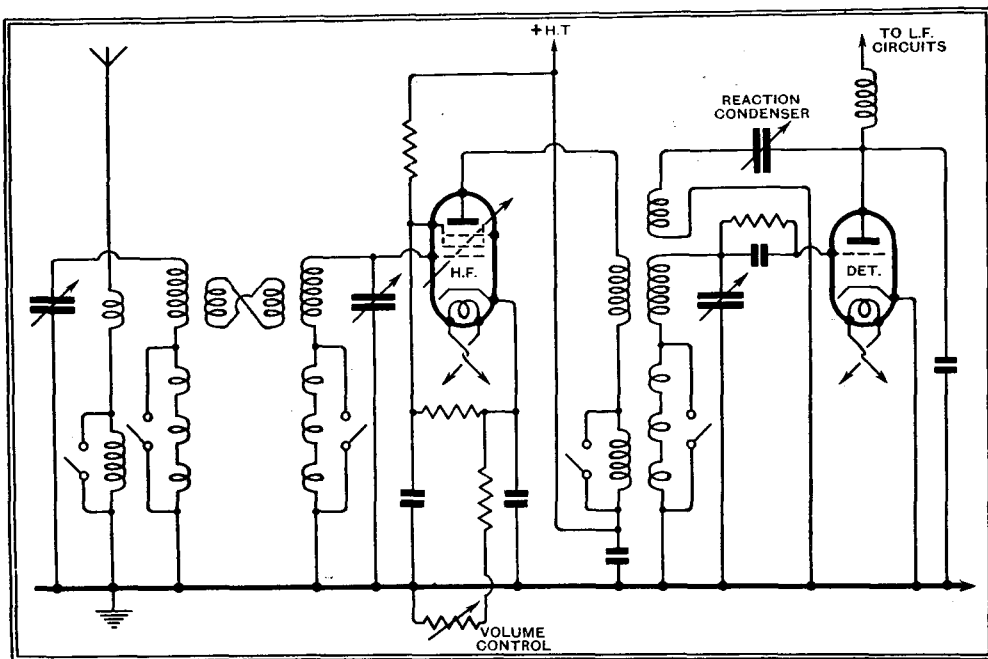 + H.T
TO L.F.
CIRCUITS
REACTION
CONDENSER
H.F.
DET.
VOLUME
CONTROL